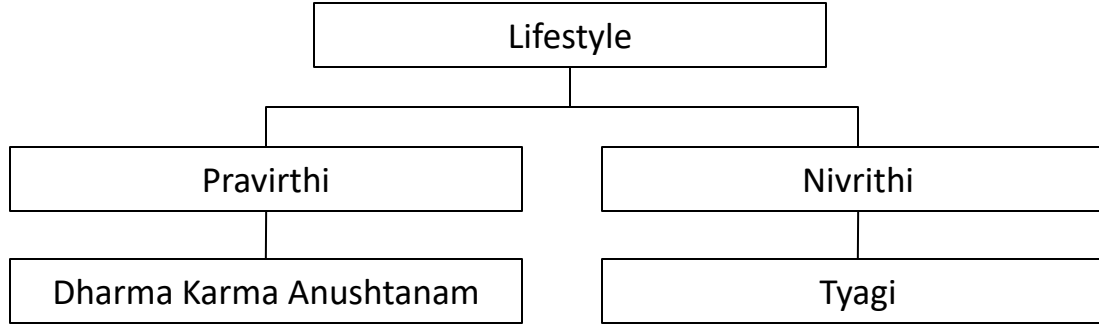 Lifestyle
Pravirthi
Nivrithi
Dharma Karma Anushtanam
Tyagi